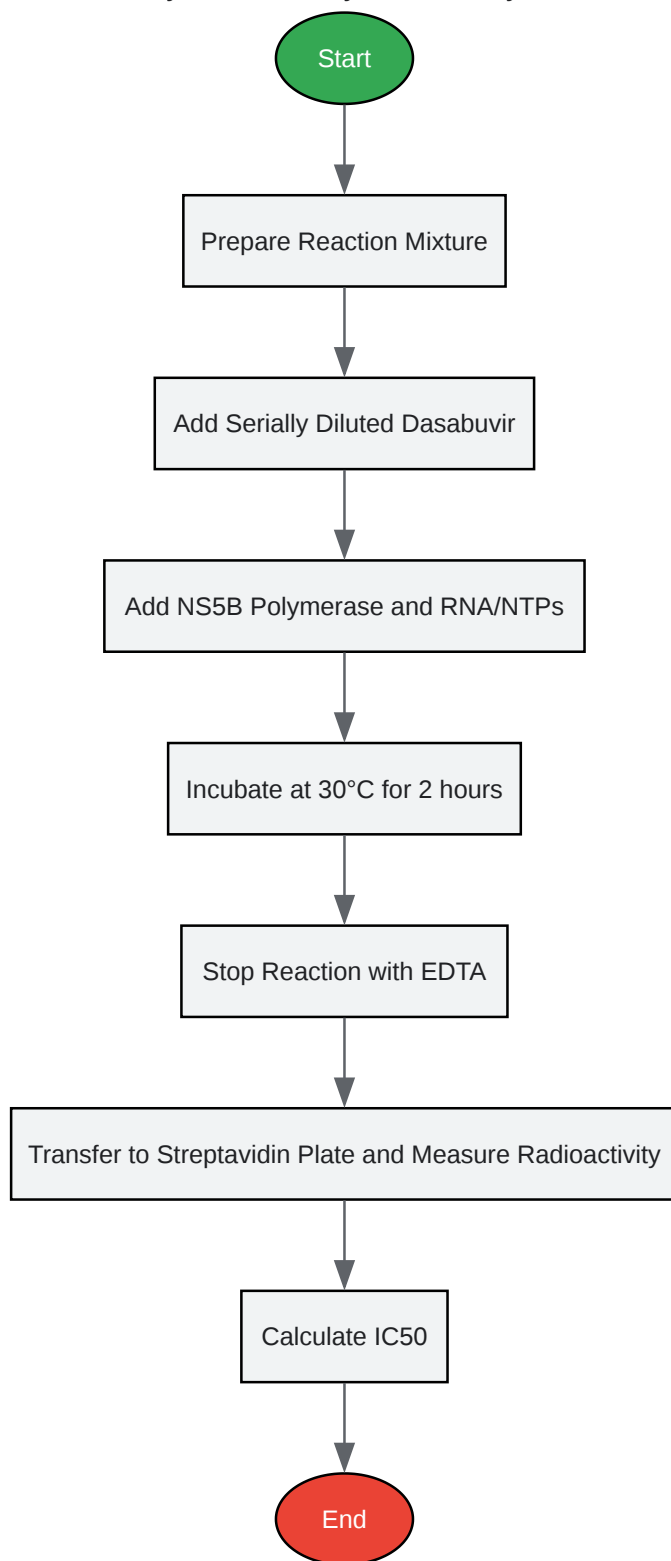 Start
Prepare Reaction Mixture
Add Serially Diluted Dasabuvir
Add NS5B Polymerase and RNA/NTPs
Incubate at 30°C for 2 hours
Stop Reaction with EDTA
Transfer to Streptavidin Plate and Measure Radioactivity
Calculate IC50
End